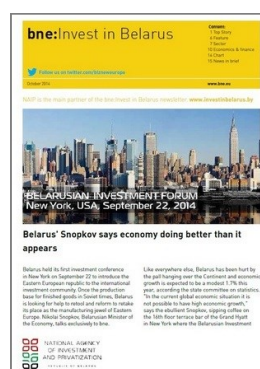 bne:Invest in Belarus
Contents:
1 Top Story
6 Feature
7 Sector
10 Economics & finance
14 Chart
15 News in brief
Follow us on twitter.com/bneneweurope
October 2014
www.bne.eu
NAIP is the main partner of the bne Invest in Belarus newsletter www.investinbelarus.by
BELARUSIAN INVESTMENT FORUM
New York, USA, September 22, 2014
Belarus' Snopkov says economy doing better than it
appears
Belarus held its first investment conference
in New York on September 22 to introduce the
Eastern European republic to the international
investment community. Once the production
base for finished goods in Soviet times, Belarus
is looking for help to retool and reform to retake
its place as the manufacturing jewel of Eastern
Europe. Nikolai Snopkov, Belarusian Minister of
the Economy, talks exclusively to bne.
Like everywhere else, Belarus has been hurt by
the pall hanging over the Continent and economic
growth is expected to be a modest 1.7% this
year, according the state committee on statistics.
"In the current global economic situation it is
not possible to have high economic growth,"
says the ebullient Snopkov, sipping coffee on
the 16th floor terrace bar of the Grand Hyatt
in New York where the Belarusian Investment
NATIONAL AGENCY
OF INVESTMENT
AND PRIVATIZATION
REPUBLIC OF BELARUS